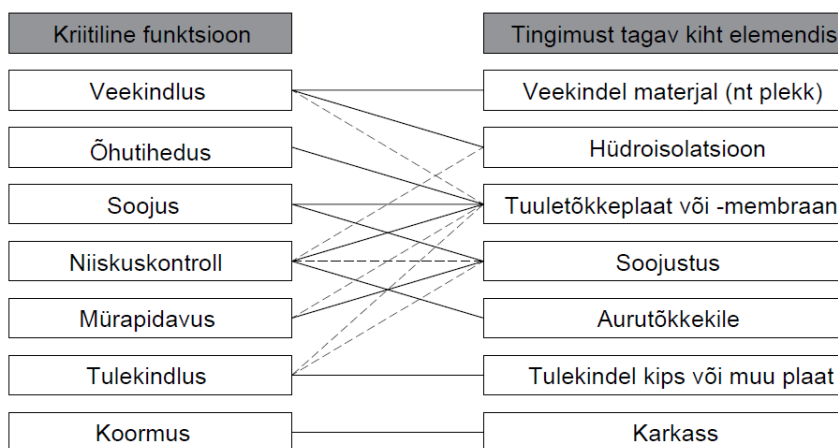 Kriitiline funktsioon
Tingimust tagav kiht elemendis
Veekindlus
Veekindel materjal (nt plekk)
Õhutihedus
Hüdroisolatsioon
Soojus
Tuuletõkkeplaat või -membraan
Niiskuskontroll
Soojustus
Mürapidavus
Aurutõkkekile
Tulekindlus
Tulekindel kips või muu plaat
Koormus
Karkass